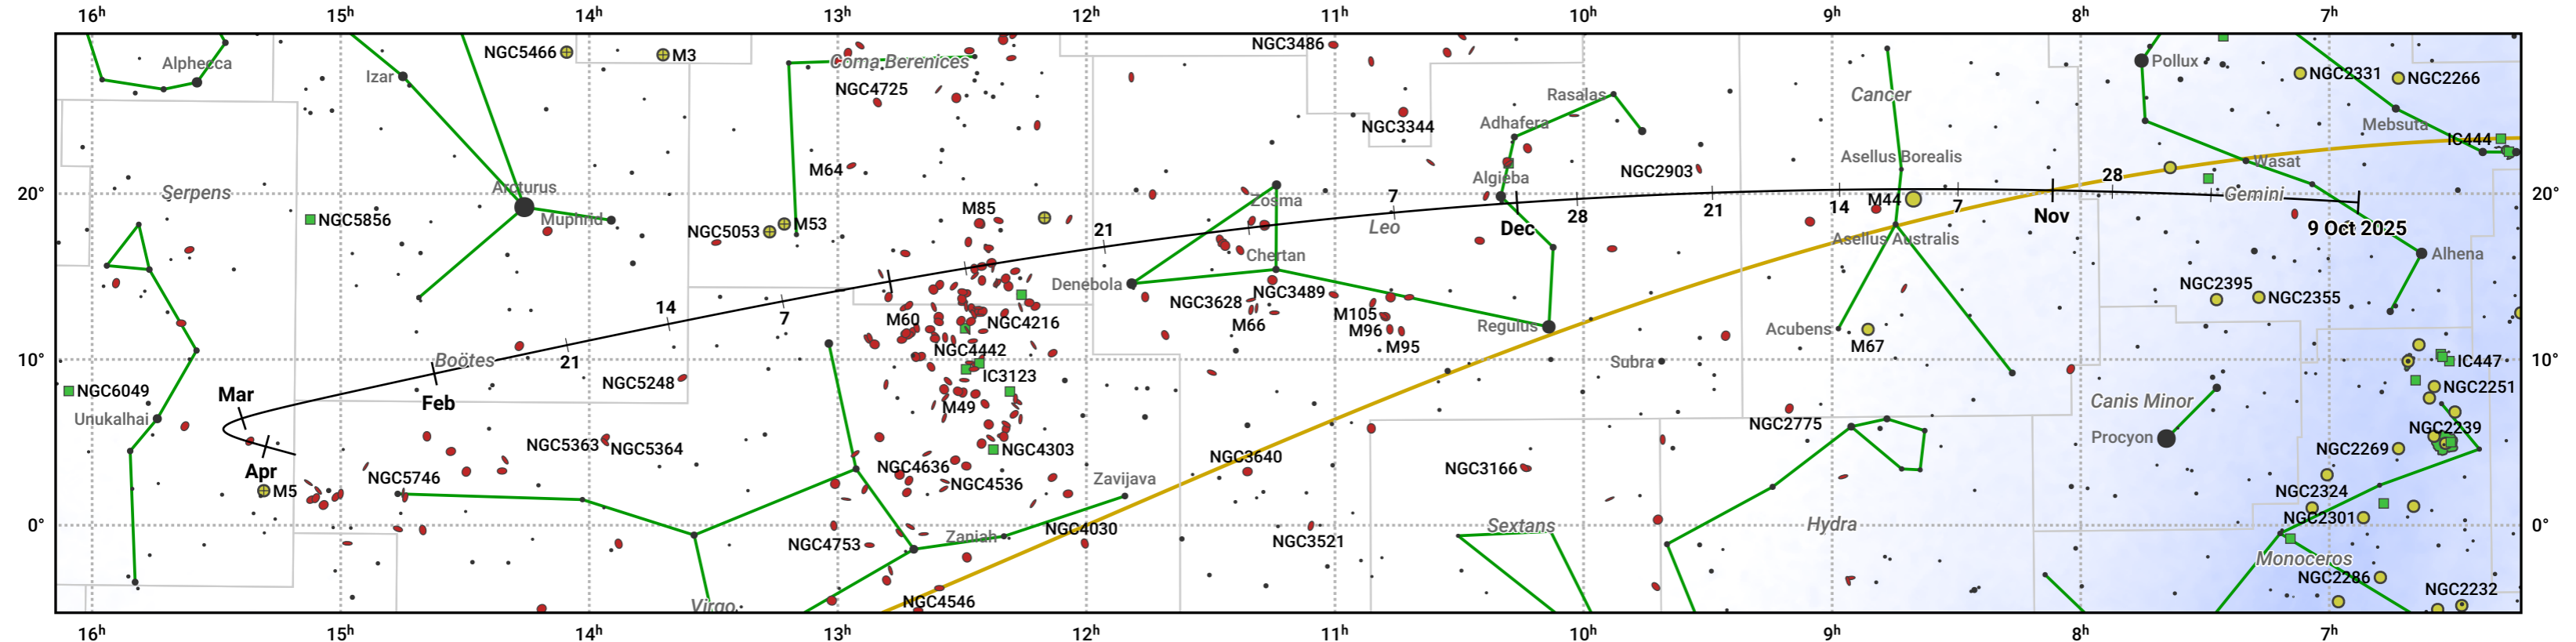 16h 15h 14h 13h 12h 11h 10h 9h 8h 7h
NGC5466
M3
NGC3486
Alphecca
Izar
Coma Berenices
Pollux
NGC2331
NGC2266
NGC4725
Rasalas
Cancer
Adhafera
NGC3344
Mebsuta
IC444
M64
NGC2903
Asellus Borealis
Wasat
Algieba
28
20°
Serpens
Arcturus
Zosma
7
M44
Gemini
20°
NGC5856
Muphrid
M85
28
21
14
7
Nov
NGC5053
M53
21
Leo
Dec
9 Oct 2025
Asellus Australis
Chertan
Alhena
Denebola
NGC2395
NGC2355
NGC3628
NGC3489
14
7
M60
NGC4216
M66
M105
M96
M95
Regulus
Acubens
M67
NGC4442
10°
Boötes
21
Subra
IC447
10°
NGC6049
NGC5248
IC3123
NGC2251
Mar
Feb
M49
Canis Minor
Unukalhai
NGC2775
NGC2239
NGC5363
NGC5364
NGC4303
Procyon
NGC2269
Apr
NGC4636
NGC3640
NGC3166
M5
NGC5746
NGC4536
Zavijava
NGC2324
0°
Zaniah
NGC4030
Sextans
Hydra
NGC2301
0°
NGC4753
NGC3521
Monoceros
NGC2286
Virgo
NGC4546
NGC2232
16h 15h 14h 13h 12h 11h 10h 9h 8h 7h